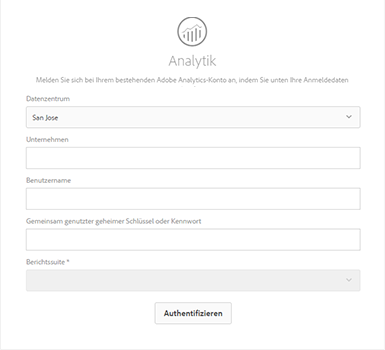 Analytik
Melden Sie sich bei Ihrem bestehenden Adobe Analytics-Konto an, indem Sie unten Ihre Anmeldedaten
Datenzentrum
San Jose
Unternehmen
Benutzername
Gemeinsam genutzter geheimer Schlüssel oder Kennwort
Berichtssuite *
Authentifizieren